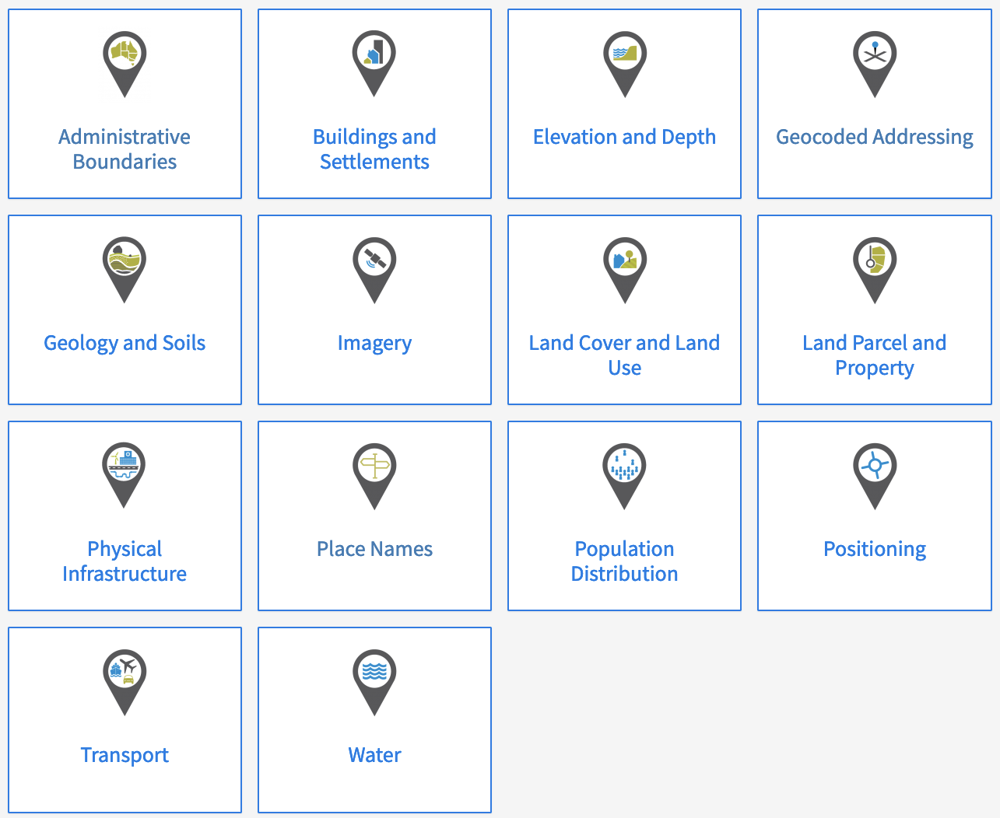 Administrative
Boundaries
Buildings and
Settlements
Elevation and Depth
Geocoded Addressing
Geology and Soils
Imagery
Land Cover and Land
Use
Land Parcel and
Property
Physical
Infrastructure
Place Names
Population
Distribution
Positioning
Transport
Water